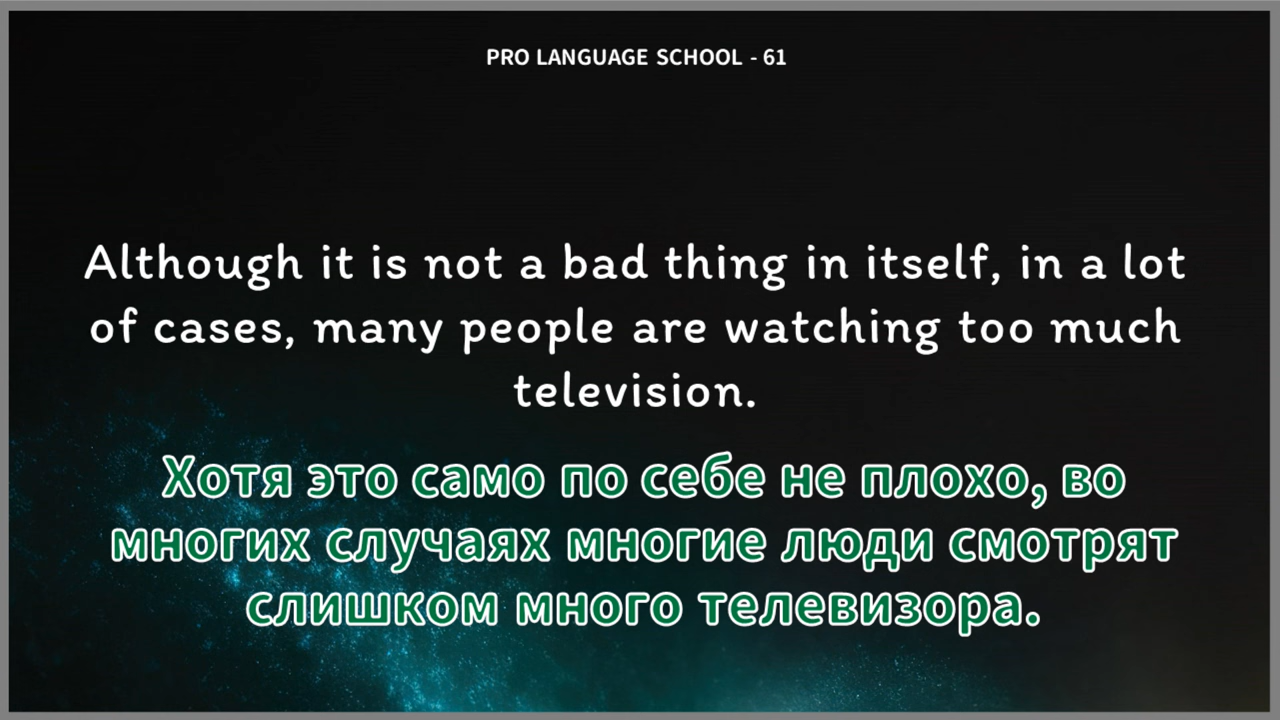 PRO LANGUAGE SCHOOL - 61
Although it is not a bad thing in itself, in a lot
of cases, many people are watching too much
television.
Хотя это само по себе не плохо, во
многих случаях многие люди смотрят
слишком много телевизора.